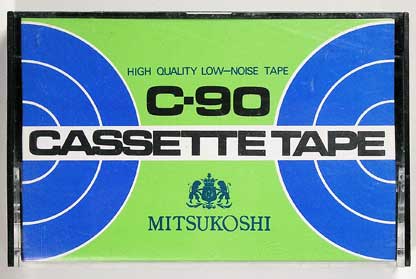 HIGH QUALITY LOW-NOISE TAPE
C-90
CASSETTE TAPE
MITSUKOSHI